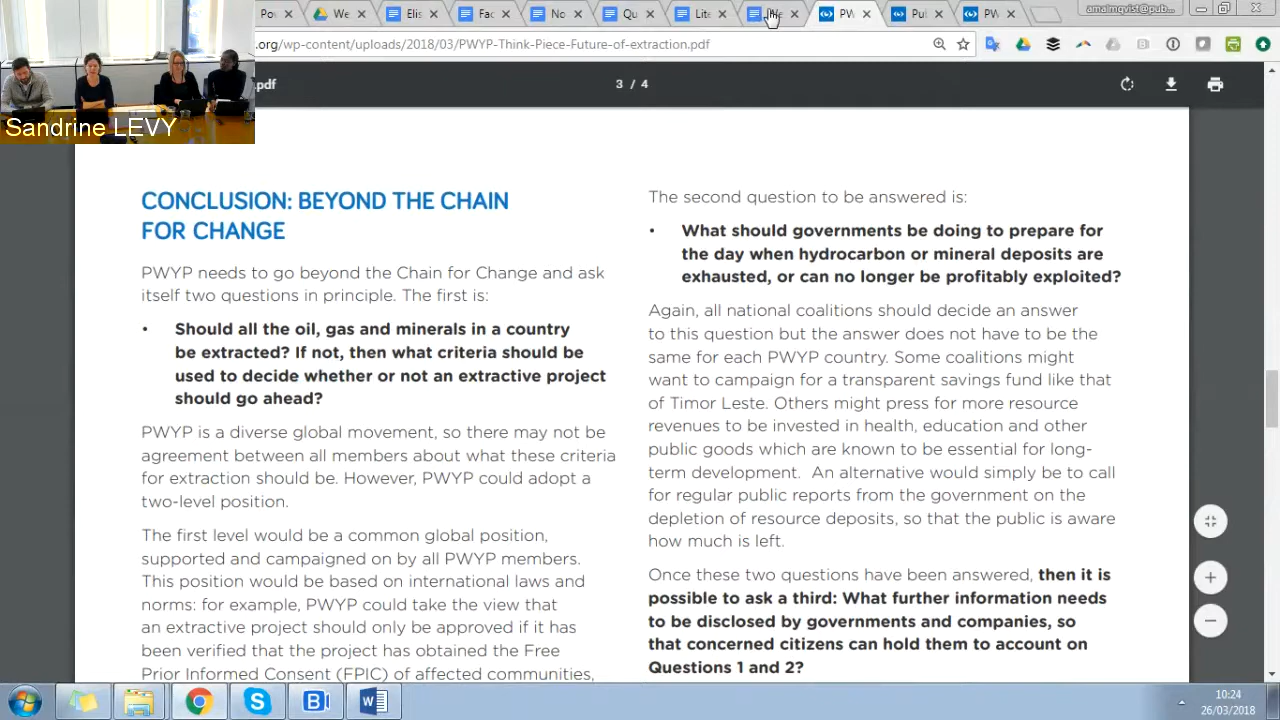 Po
We
Elis
Fac
No
Qu
Lite
PW
Pul
PW
amalmqvist@pub...
.org/wp-content/uploads/2018/03/PWYP-Think-Piece-Future-of-extraction.pdf
.pdf
3 / 4
Sandrine LEVY
CONCLUSION: BEYOND THE CHAIN
FOR CHANGE
PWYP needs to go beyond the Chain for Change and ask
itself two questions in principle. The first is:
• Should all the oil, gas and minerals in a country
be extracted? If not, then what criteria should be
used to decide whether or not an extractive project
should go ahead?
PWYP is a diverse global movement, so there may not be
agreement between all members about what these criteria
for extraction should be. However, PWYP could adopt a
two-level position.
The first level would be a common global position,
supported and campaigned on by all PWYP members.
This position would be based on international laws and
norms: for example, PWYP could take the view that
an extractive project should only be approved if it has
been verified that the project has obtained the Free
Prior Informed Consent (FPIC) of affected communities,
The second question to be answered is:
• What should governments be doing to prepare for
the day when hydrocarbon or mineral deposits are
exhausted, or can no longer be profitably exploited?
Again, all national coalitions should decide an answer
to this question but the answer does not have to be the
same for each PWYP country. Some coalitions might
want to campaign for a transparent savings fund like that
of Timor Leste. Others might press for more resource
revenues to be invested in health, education and other
public goods which are known to be essential for long-
term development. An alternative would simply be to call
for regular public reports from the government on the
depletion of resource deposits, so that the public is aware
how much is left.
Once these two questions have been answered, then it is
possible to ask a third: What further information needs
to be disclosed by governments and companies, so
that concerned citizens can hold them to account on
Questions 1 and 2?
10:24
26/03/2018